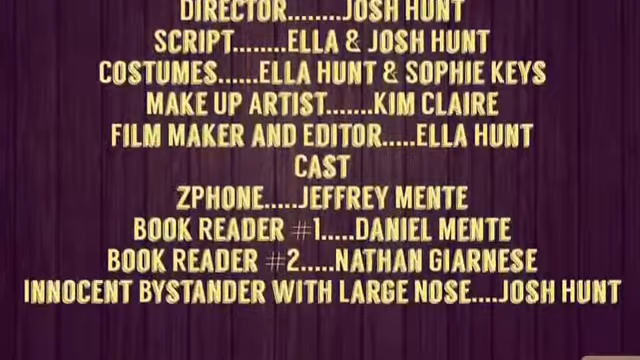 DIRECTOR........JOSH HUNT
SCRIPT........ELLA & JOSH HUNT
COSTUMES......ELLA HUNT & SOPHIE KEYS
MAKE UP ARTIST.......KIM CLAIRE
FILM MAKER AND EDITOR.....ELLA HUNT
CAST
ZPHONE.....JEFFREY MENTE
BOOK READER #1.....DANIEL MENTE
BOOK READER #2.....NATHAN GIARNESE
INNOCENT BYSTANDER WITH LARGE NOSE....JOSH HUNT